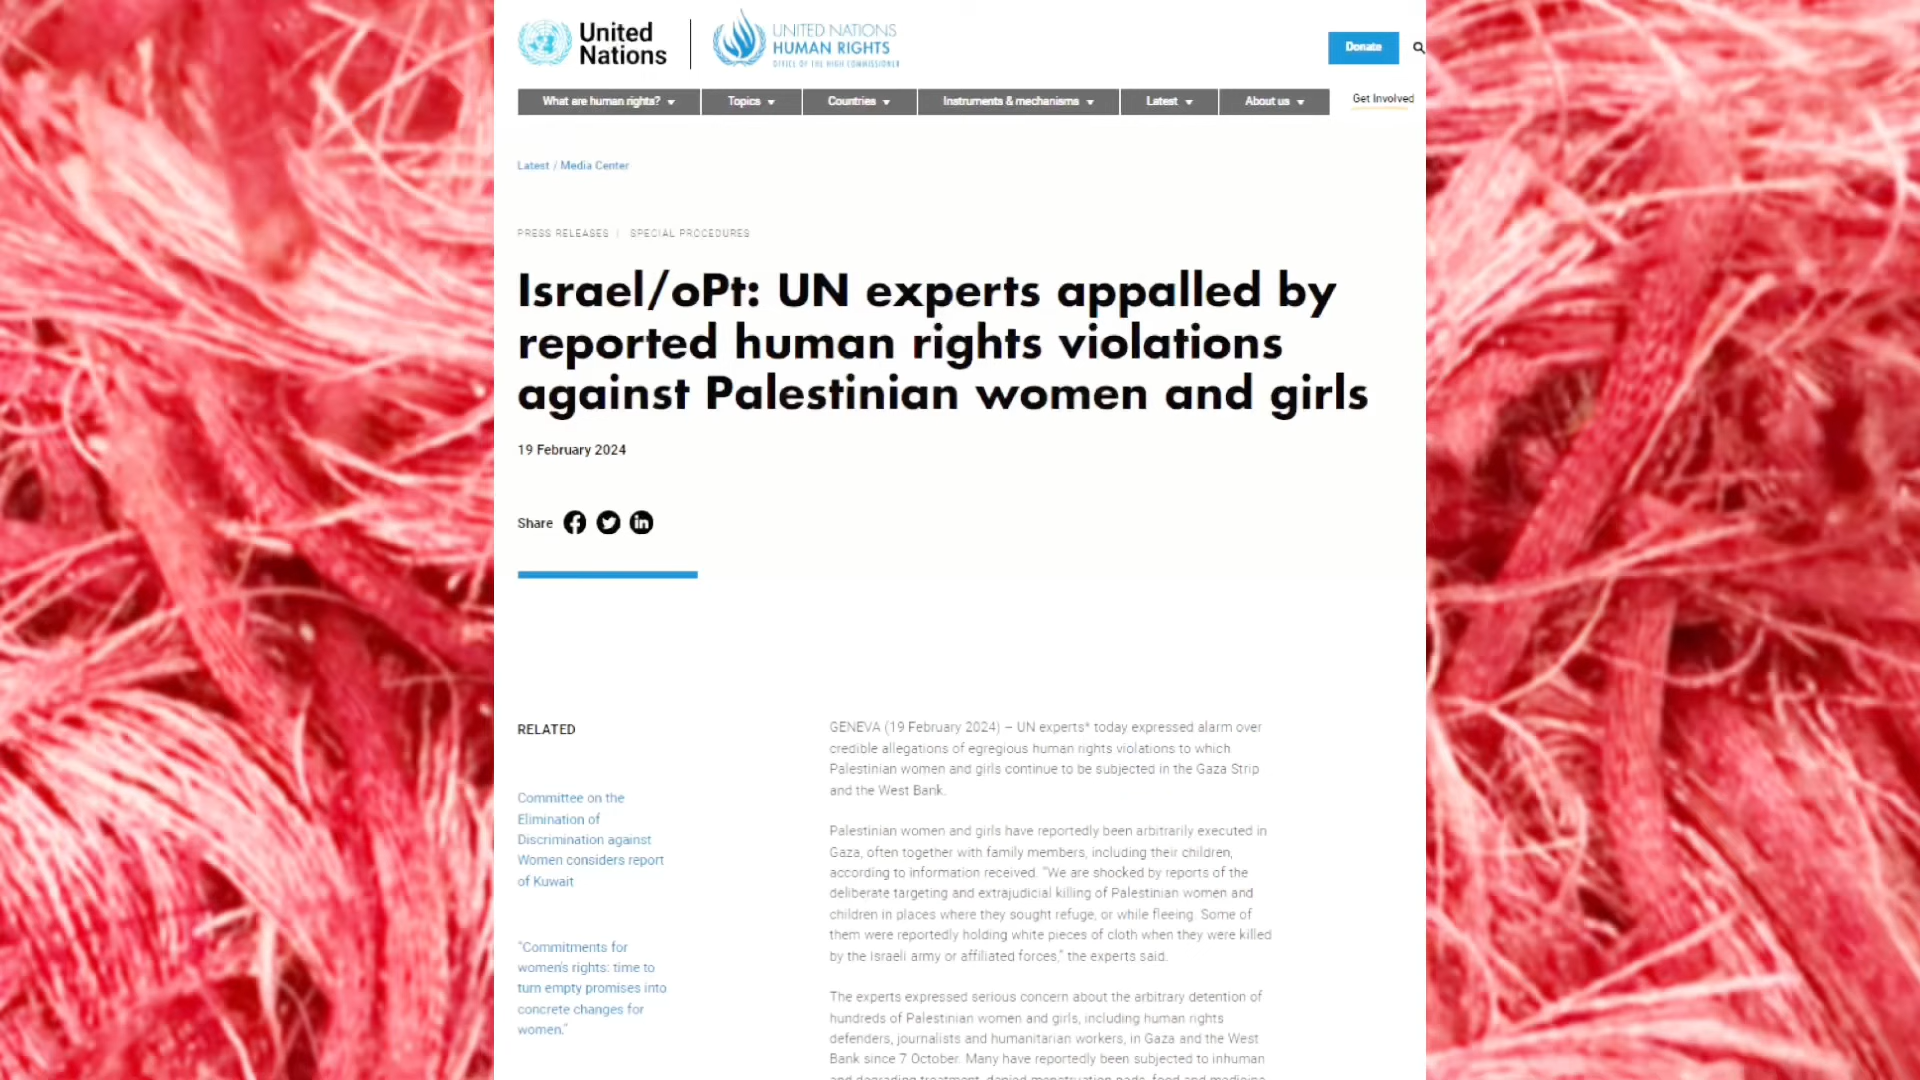 United
Nations
UNITED NATIONS
HUMAN RIGHTS
OFFICE OF THE HIGH COMMISSIONER
Donate
What are human rights?
Topics
Countries
Instruments & mechanisms
Latest
About us
Get Involved
Latest / Media Center
PRESS RELEASES | SPECIAL PROCEDURES
Israel/oPt: UN experts appalled by
reported human rights violations
against Palestinian women and girls
19 February 2024
Share
RELATED
Committee on the
Elimination of
Discrimination against
Women considers report
of Kuwait
"Commitments for
women's rights: time to
turn empty promises into
concrete changes for
women."
GENEVA (19 February 2024) – UN experts* today expressed alarm over
credible allegations of egregious human rights violations to which
Palestinian women and girls continue to be subjected in the Gaza Strip
and the West Bank.
Palestinian women and girls have reportedly been arbitrarily executed in
Gaza, often together with family members, including their children,
according to information received. "We are shocked by reports of the
deliberate targeting and extrajudicial killing of Palestinian women and
children in places where they sought refuge, or while fleeing. Some of
them were reportedly holding white pieces of cloth when they were killed
by the Israeli army or affiliated forces," the experts said.
The experts expressed serious concern about the arbitrary detention of
hundreds of Palestinian women and girls, including human rights
defenders, journalists and humanitarian workers, in Gaza and the West
Bank since 7 October. Many have reportedly been subjected to inhuman
and degrading treatment, denied menstruation pads, food and medicine